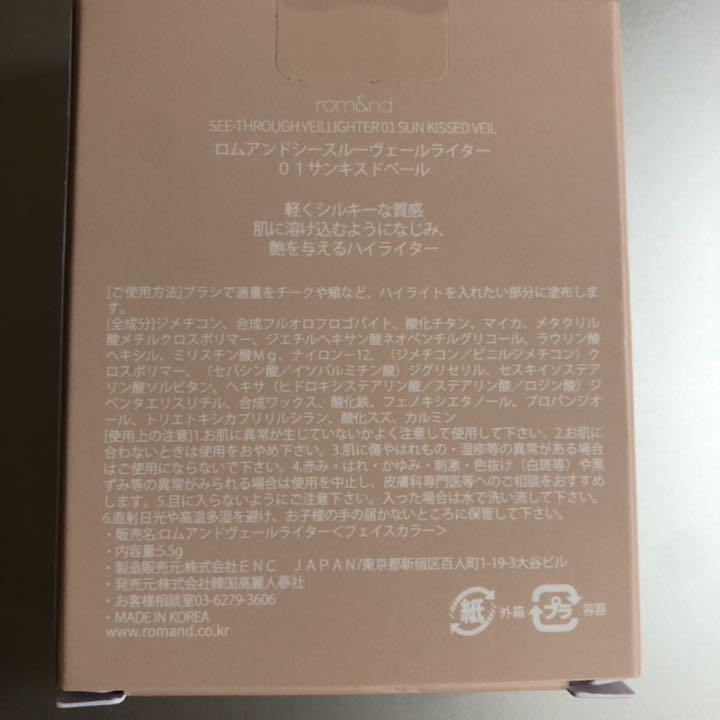 rom&nd
SEE-THROUGH VEILLIGHTER 01 SUN KISSED VEIL
ロムアンドシースルーヴェールライター
０１サンキスドベール
軽くシルキーな質感
肌に溶け込むようになじみ、
艶を与えるハイライター
[ご使用方法]ブラシで適量をチークや頬など、ハイライトを入れたい部分に塗布しま
す。
[全成分]ジメチコン、合成フルオロフロゴパイト、酸化チタン、マイカ、メタクリル
酸メチルクロスポリマー、ジエチルヘキサン酸ネオペンチルグリコール、ラウリン酸
ヘキシル、ミリスチン酸Ｍｇ、ナイロン−12、（ジメチコン／ビニルジメチコン）ク
ロスポリマー、（セバシン酸／イソパルミチン酸）ジグリセリル、セスキイソステア
リン酸ソルビタン、ヘキサ（ヒドロキシステアリン酸／ステアリン酸／ロジン酸）ジ
ペンタエリスリチル、合成ワックス、酸化鉄、フェノキシエタノール、プロパンジオ
ール、トリエトキシカプリリルシラン、酸化スズ、カルミン
[使用上の注意]1.お肌に異常が生じていないかよく注意して使用して下さい。2.お肌に
合わないときは使用をおやめ下さい。3.肌に傷やはれもの・湿疹等の異常がある場合
はご使用にならないで下さい。4.赤み・はれ・かゆみ・刺激・色抜け（白斑等）や黒
ずみ等の異常がみられる場合は使用を中止し、皮膚科専門医等へのご相談をおすすめ
します。5.目に入らないようにご注意下さい。入った場合は水で洗い流して下さい。
6.直射日光や高温多湿を避け、お子様の手の届かないところに保管して下さい。
・販売名:ロムアンドヴェールライター＜フェイスカラー＞
・内容量:5.5g
・製造販売元:株式会社ＥＮＣ　ＪＡＰＡＮ/東京都新宿区百人町1-19-3大谷ビル
・発売元:株式会社韓国高麗人蔘社
・お客様相談室03-6279-3606
・MADE IN KOREA
www.romand.co.kr
紙 外箱 プラ 容器